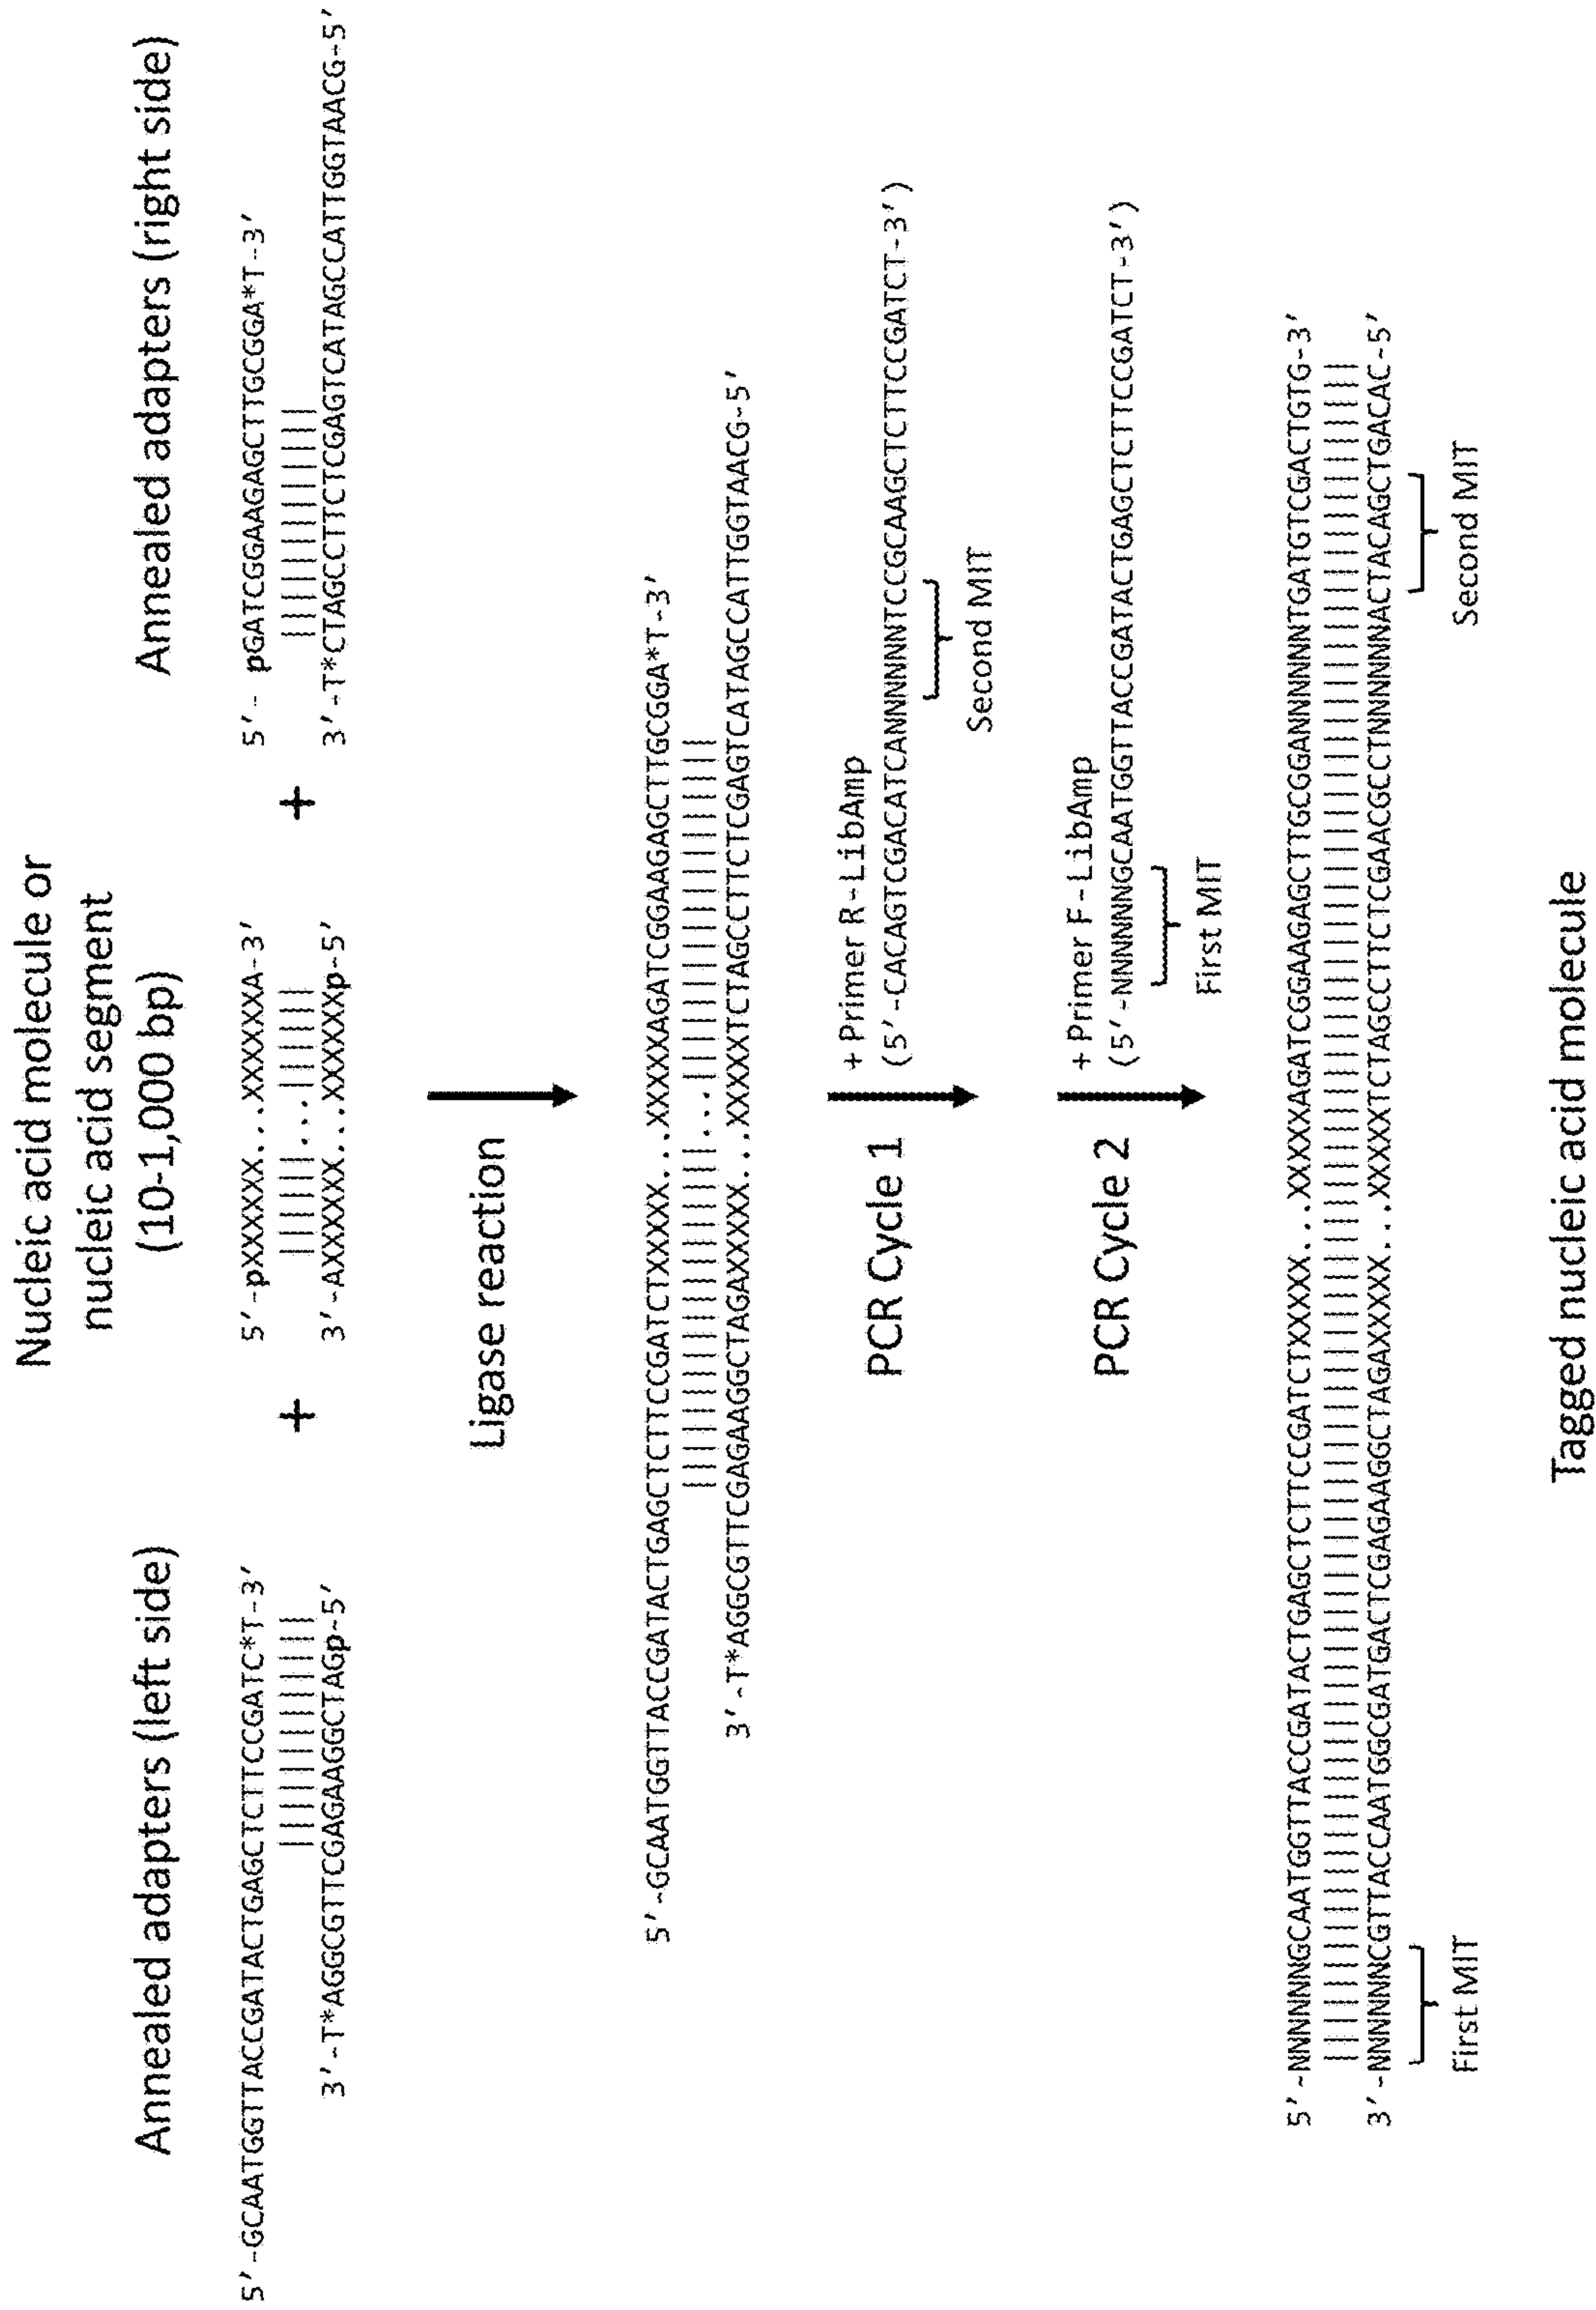 Nucleic acid molecule or
nucleic acid segment
(10-1,000 bp)
Annealed adapters (left side)
Annealed adapters (right side)
5'-GCAATGGTTACCGATACTGAGCTCTTCCGATC*T-3'
3'-T*AGGCGTTCGAGAAGGCTAGp-5'
+
5'-pXXXXXX...XXXXXXA-3'
3'-AXXXXXX...XXXXXXp-5'
+
5'- pGATCGGAAGAGCTTGCGGA*T-3'
3'-T*CTAGCCTTCTCGAGTCATAGCCATTGGTAACG-5'
Ligase reaction
5'-GCAATGGTTACCGATACTGAGCTCTTCCGATCTXXXXX...XXXXXAGATCGGAAGAGCTTGCGGA*T-3'
3'-T*AGGCGTTCGAGAAGGCTAGAXXXXX...XXXXXTCTAGCCTTCTCGAGTCATAGCCATTGGTAACG-5'
PCR Cycle 1
+ Primer R-LibAmp
(5'-CACAGTCGACATCANNNNNNTCCGCAAGCTCTTCCGATCT-3')
Second MIT
PCR Cycle 2
+ Primer F-LibAmp
(5'-NNNNNNGCAATGGTTACCGATACTGAGCTCTTCCGATCT-3')
First MIT
5'-NNNNNNGCAATGGTTACCGATACTGAGCTCTTCCGATCTXXXXX...XXXXXAGATCGGAAGAGCTTGCGGANNNNNNTGATGTCGACTGTG-3'
3'-NNNNNNCGTTACCAATGGCGATGACTCGAGAAGGCTAGAXXXXX...XXXXXTCTAGCCTTCTCGAACGCCTNNNNNNACTACAGCTGACAC-5'
First MIT
Second MIT
Tagged nucleic acid molecule